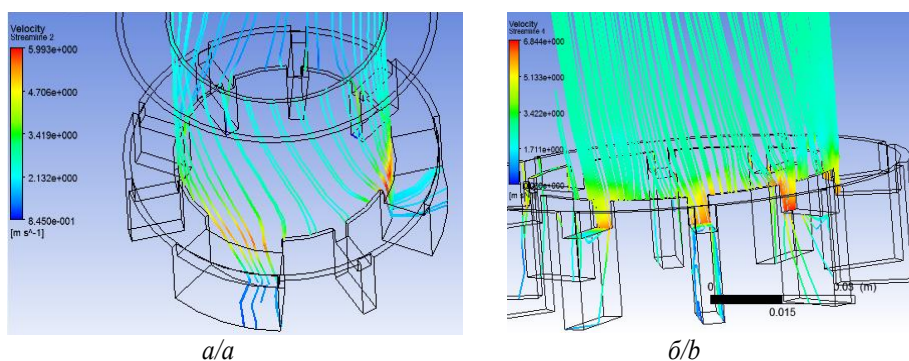 Velocity
Streamline 2
5.993e+000
4.706e+000
3.419e+000
2.132e+000
8.450e-001
[m s^-1]
Velocity
Streamline 4
6.844e+000
5.133e+000
3.422e+000
1.711e+000
[m s^-1]
0
(m)
0.015
a/a
б/b